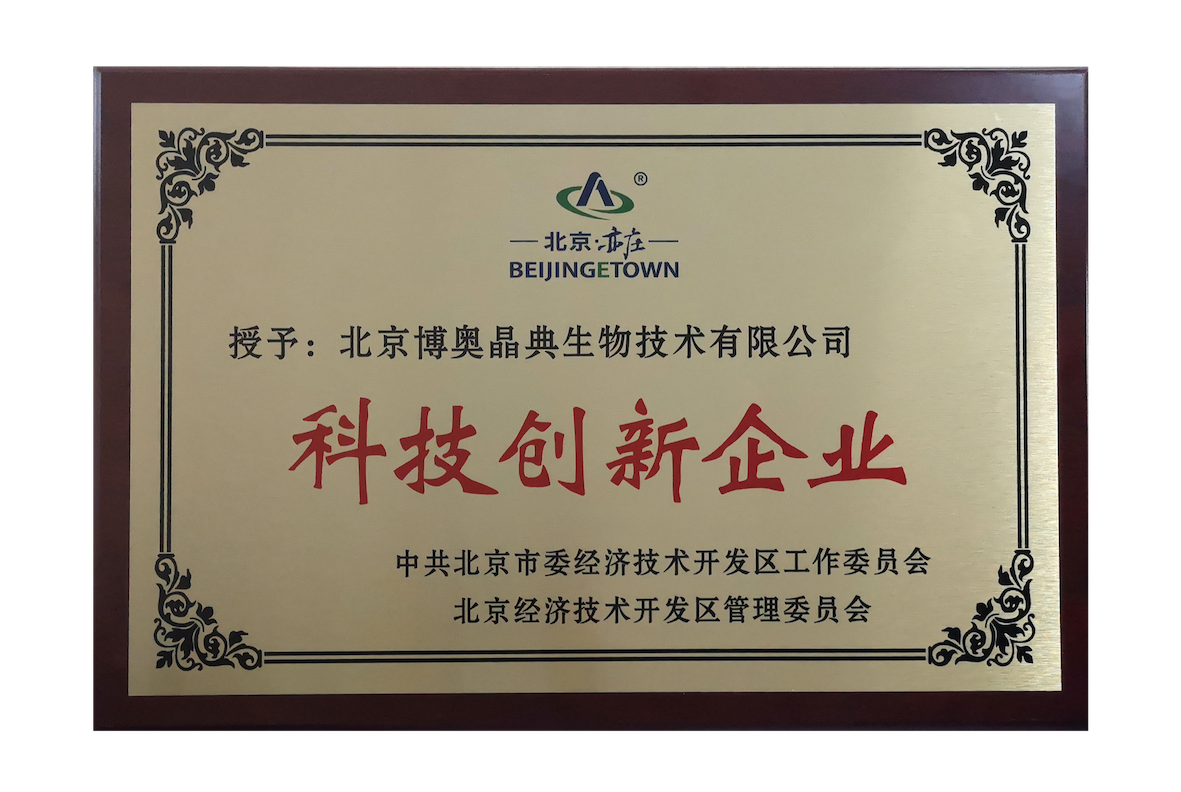 ®
北京·亦庄
BEIJINGETOWN
授予：北京博奥晶典生物技术有限公司
科技创新企业
中共北京市委经济技术开发区工作委员会
北京经济技术开发区管理委员会